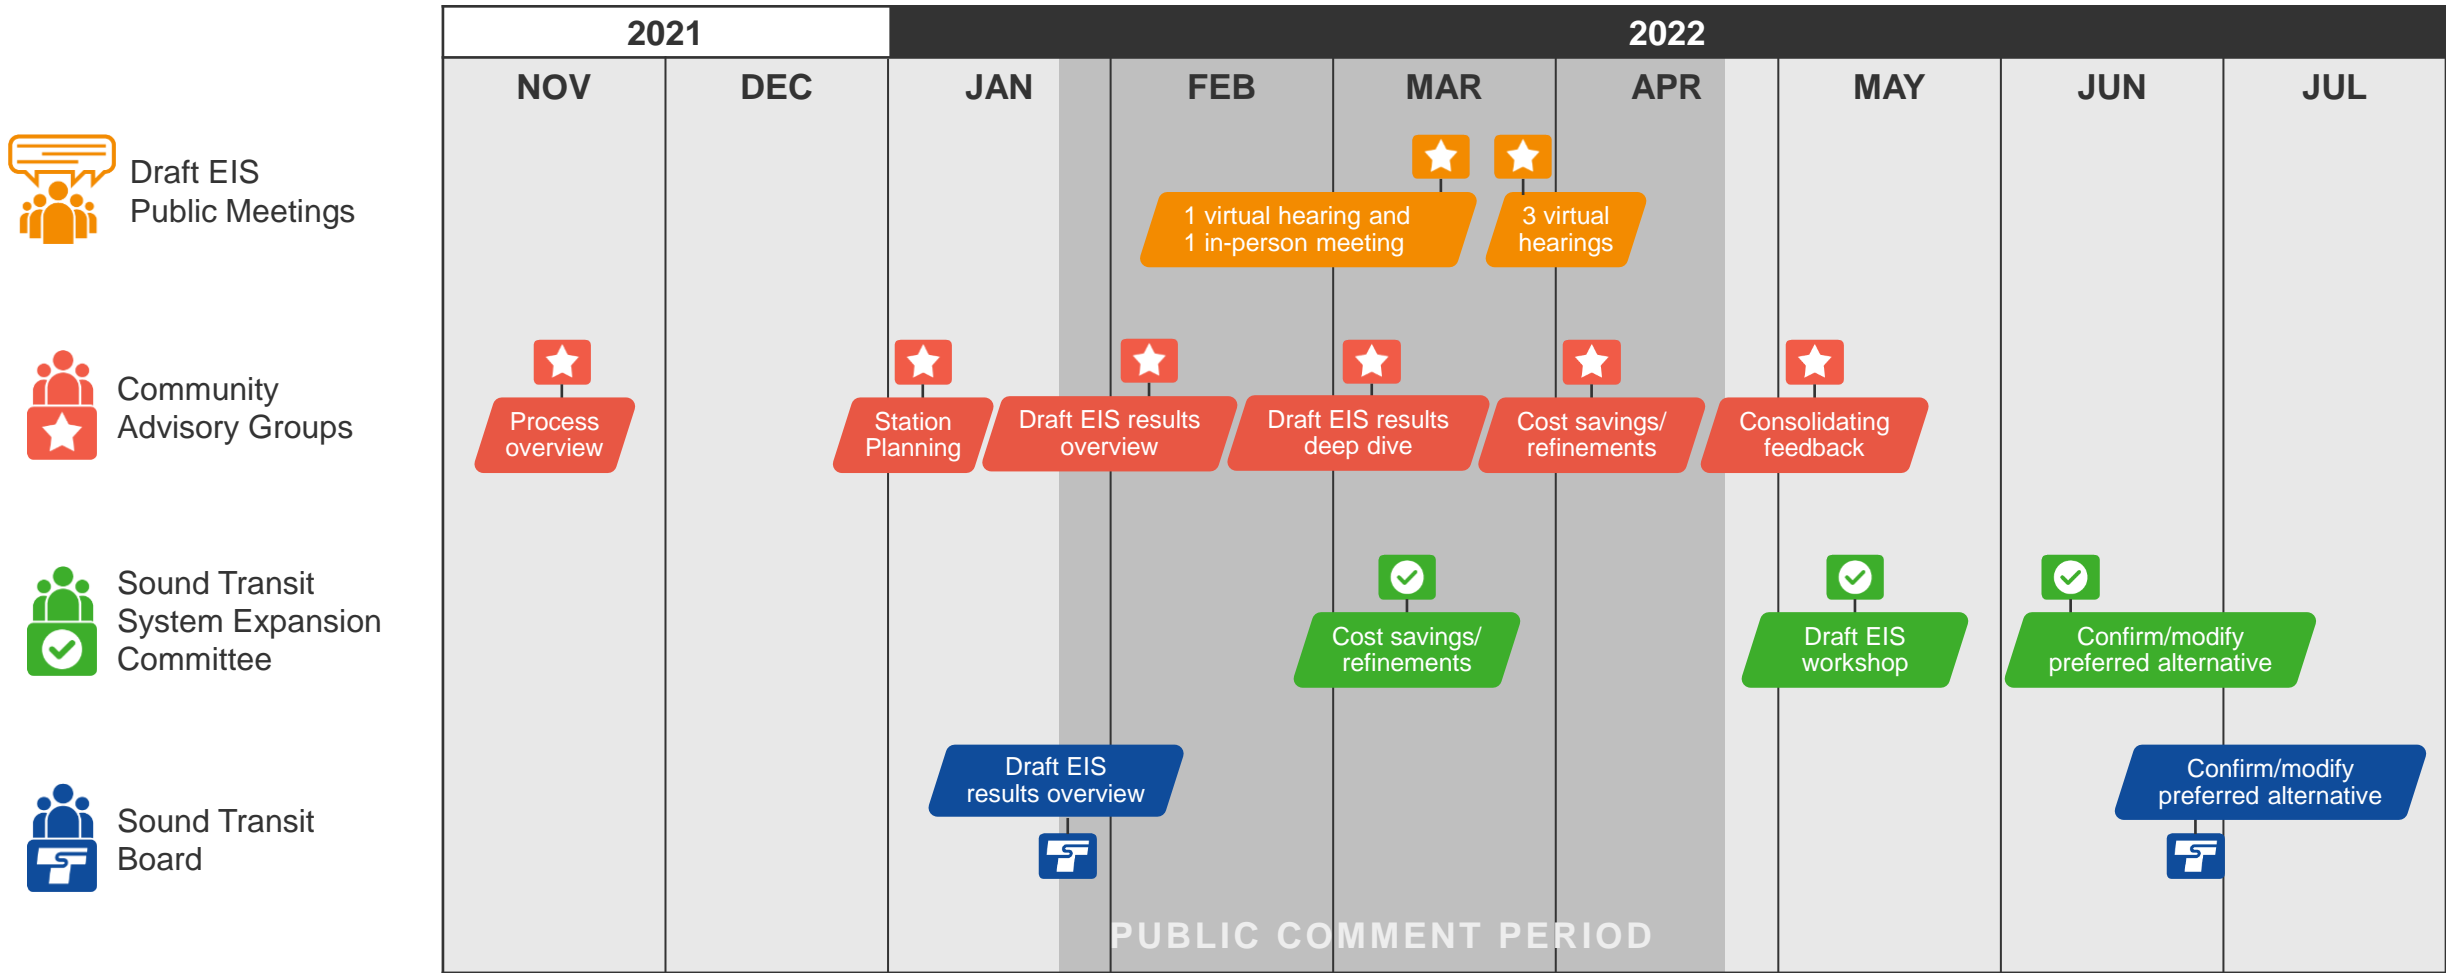 2021
2022
NOV
DEC
JAN
FEB
MAR
APR
MAY
JUN
JUL
Draft EIS
Public Meetings
1 virtual hearing and
1 in-person meeting
3 virtual
hearings
Community
Advisory Groups
Process
overview
Station
Planning
Draft EIS results
overview
Draft EIS results
deep dive
Cost savings/
refinements
Consolidating
feedback
Sound Transit
System Expansion
Committee
Cost savings/
refinements
Draft EIS
workshop
Confirm/modify
preferred alternative
Sound Transit
Board
Draft EIS
results overview
Confirm/modify
preferred alternative
PUBLIC COMMENT PERIOD